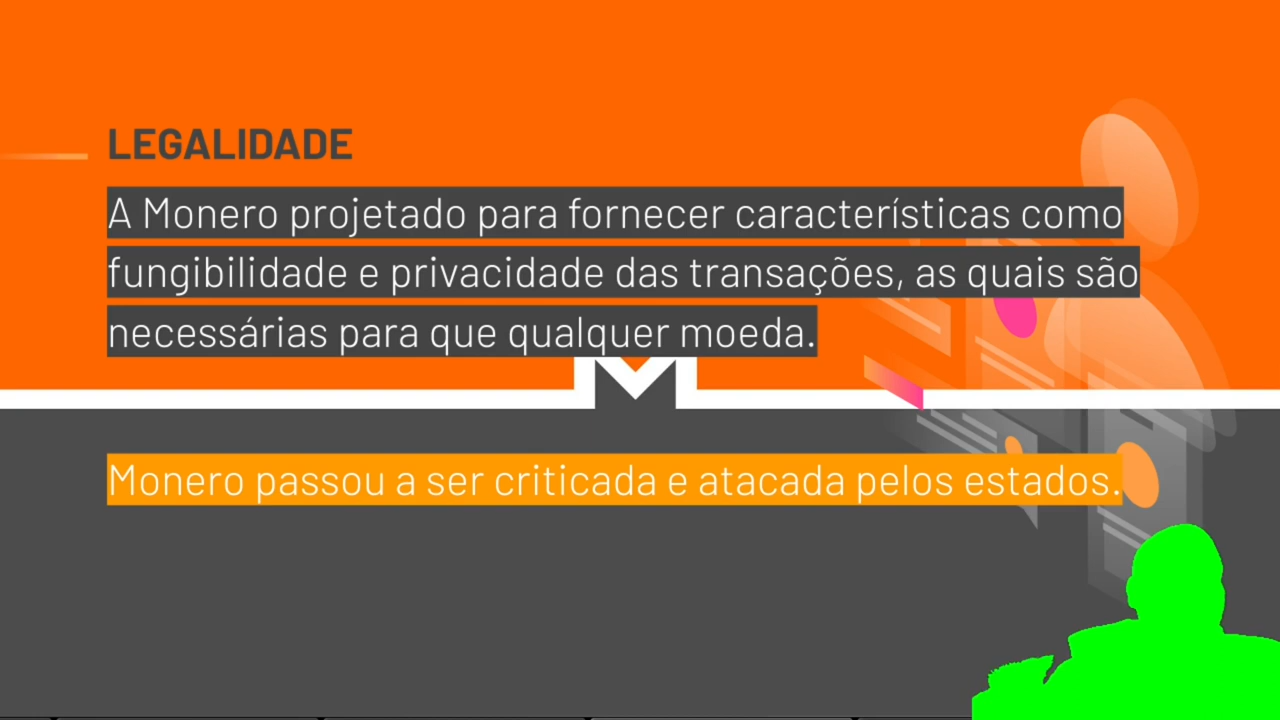 LEGALIDADE
A Monero projetado para fornecer características como
fungibilidade e privacidade das transações, as quais são
necessárias para que qualquer moeda.
Monero passou a ser criticada e atacada pelos estados.